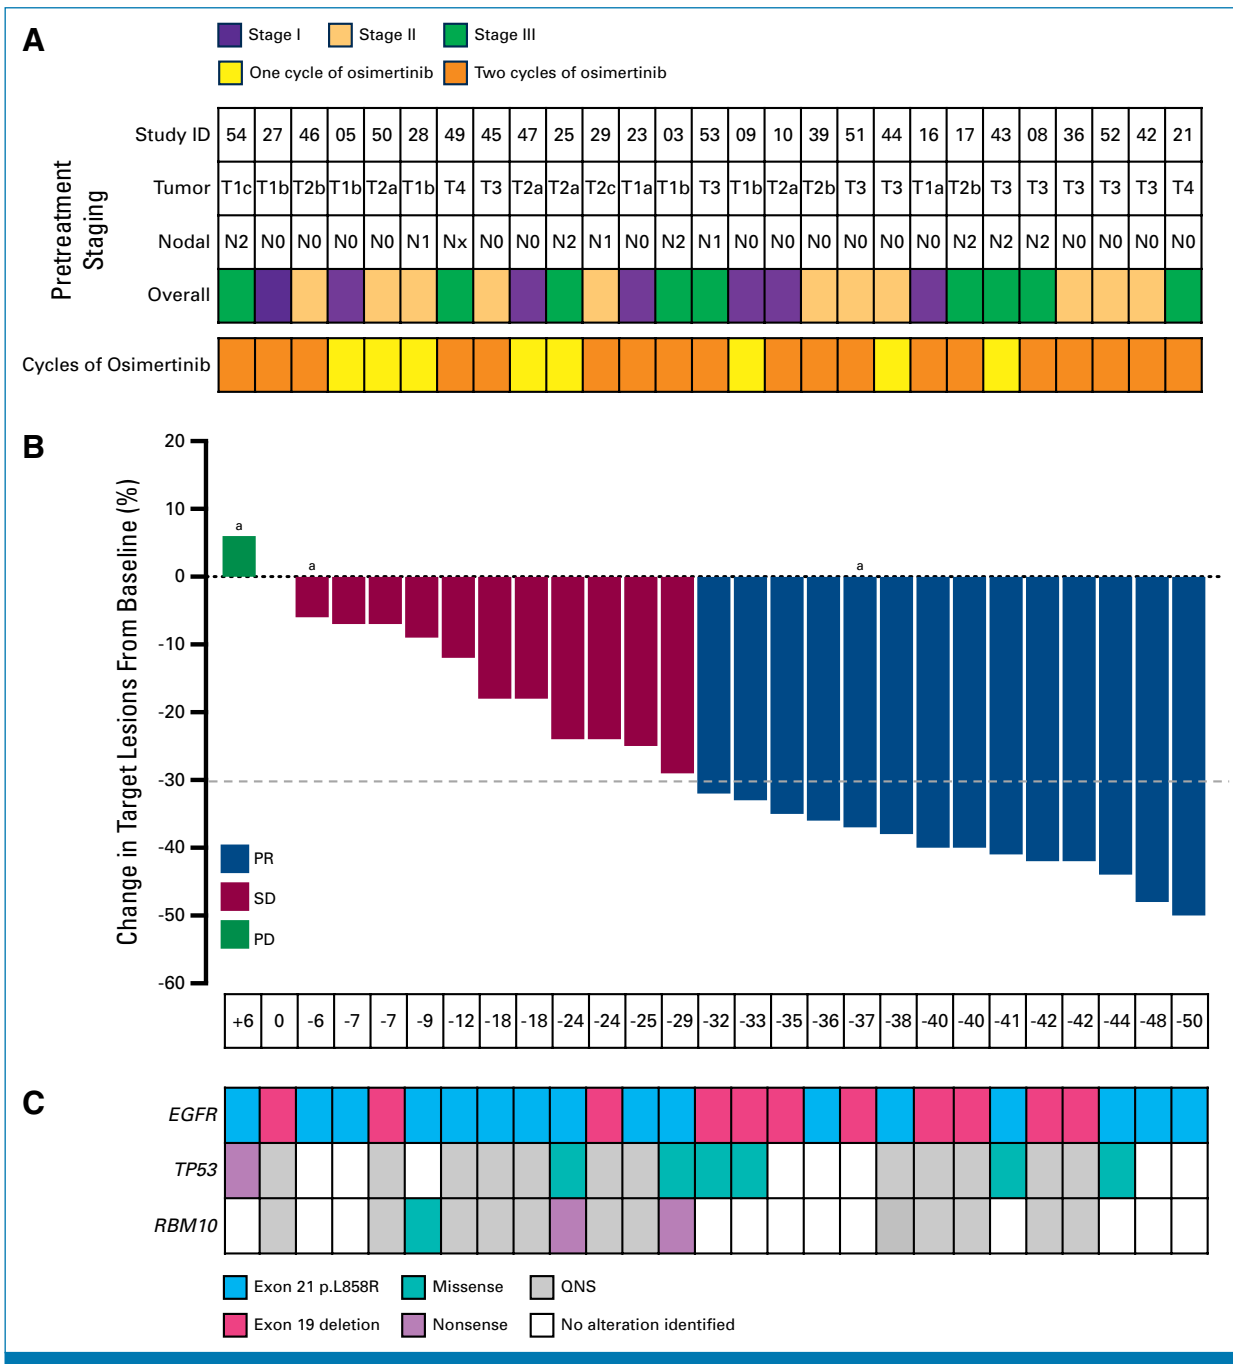 A
Stage I Stage II Stage III
One cycle of osimertinib Two cycles of osimertinib
Pretreatment
Staging
Study ID 54 27 46 05 50 28 49 45 47 25 29 23 03 53 09 10 39 51 44 16 17 43 08 36 52 42 21
Tumor T1c T1b T2b T1b T2a T1b T4 T3 T2a T2a T2c T1a T1b T3 T1b T2a T2b T3 T3 T1a T2b T3 T3 T3 T3 T3 T4
Nodal N2 N0 N0 N0 N0 N1 Nx N0 N0 N2 N1 N0 N2 N1 N0 N0 N0 N0 N0 N0 N2 N2 N2 N0 N0 N0 N0
Overall
Cycles of Osimertinib
B
Change in Target Lesions From Baseline (%)
20
10
0
-10
-20
-30
-40
-50
-60
a
a
a
PR
SD
PD
+6 0 -6 -7 -7 -9 -12 -18 -18 -24 -24 -25 -29 -32 -33 -35 -36 -37 -38 -40 -40 -41 -42 -42 -44 -48 -50
C
EGFR
TP53
RBM10
Exon 21 p.L858R Missense QNS
Exon 19 deletion Nonsense No alteration identified